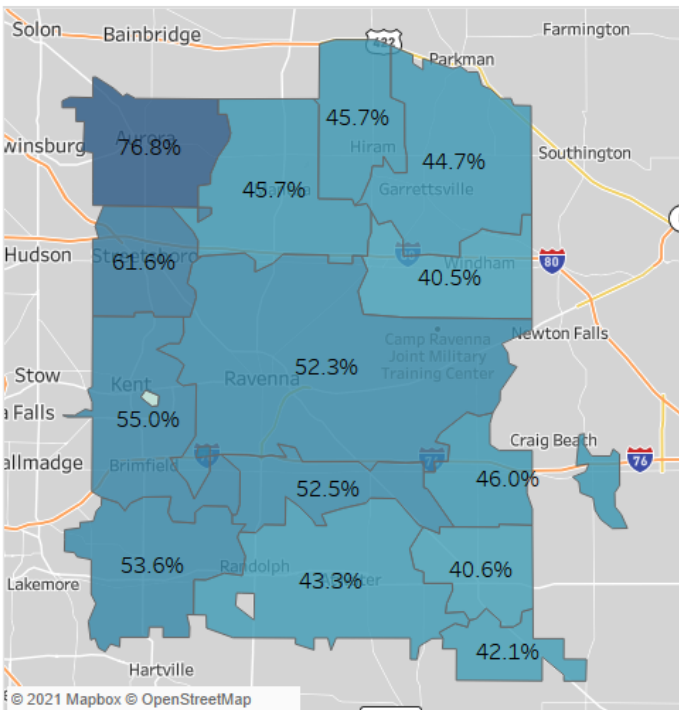 Solon
Bainbridge
Farmington
422
Parkman
Aurora
winsburg
76.8%
45.7%
Hiram
44.7%
Southington
45.7%
Garrettsville
Hudson
Streetsboro
61.6%
80
Windham
40.5%
80
Newton Falls
Camp Ravenna
Joint Military
Training Center
52.3%
Stow
Kent
Ravenna
a Falls
55.0%
Craig Beach
allmadge
Brimfield
76
76
46.0%
52.5%
53.6%
Randolph
43.3%
40.6%
Lakemore
42.1%
Hartville
© 2021 Mapbox © OpenStreetMap